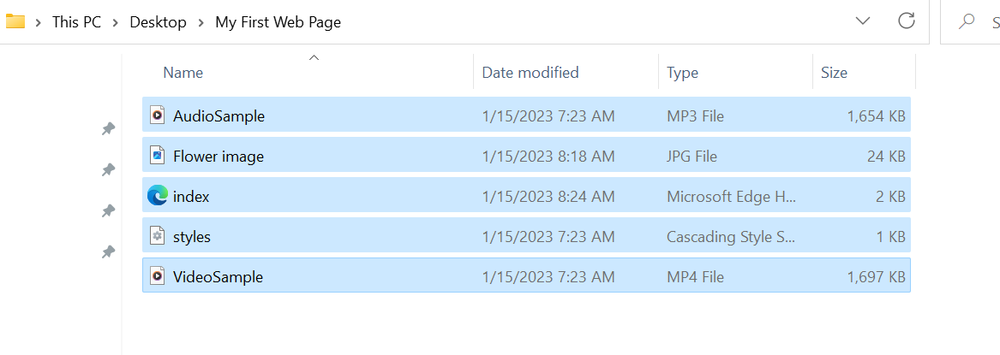 This PC > Desktop > My First Web Page S
Name Date modified Type Size
AudioSample 1/15/2023 7:23 AM MP3 File 1,654 KB
Flower image 1/15/2023 8:18 AM JPG File 24 KB
index 1/15/2023 8:24 AM Microsoft Edge H... 2 KB
styles 1/15/2023 7:23 AM Cascading Style S... 1 KB
VideoSample 1/15/2023 7:23 AM MP4 File 1,697 KB